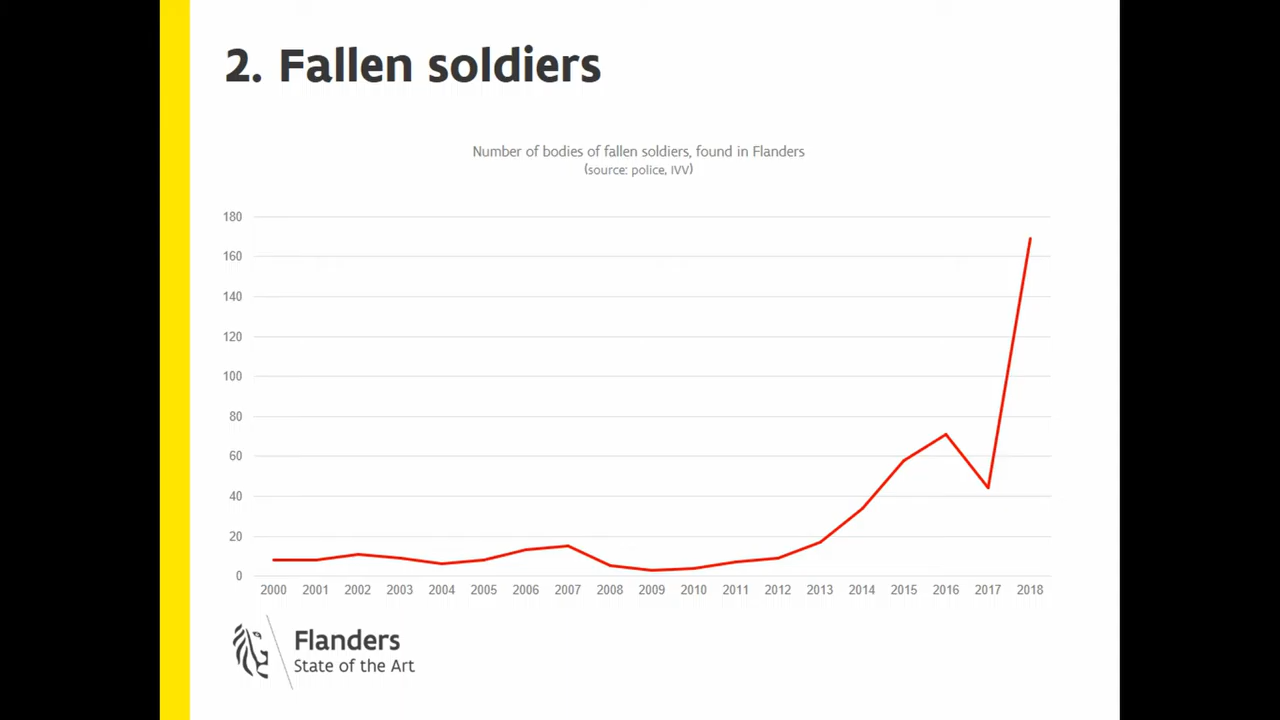 2. Fallen soldiers
Number of bodies of fallen soldiers, found in Flanders
(source: police, IVV)
180
160
140
120
100
80
60
40
20
0
2000 2001 2002 2003 2004 2005 2006 2007 2008 2009 2010 2011 2012 2013 2014 2015 2016 2017 2018
Flanders
State of the Art